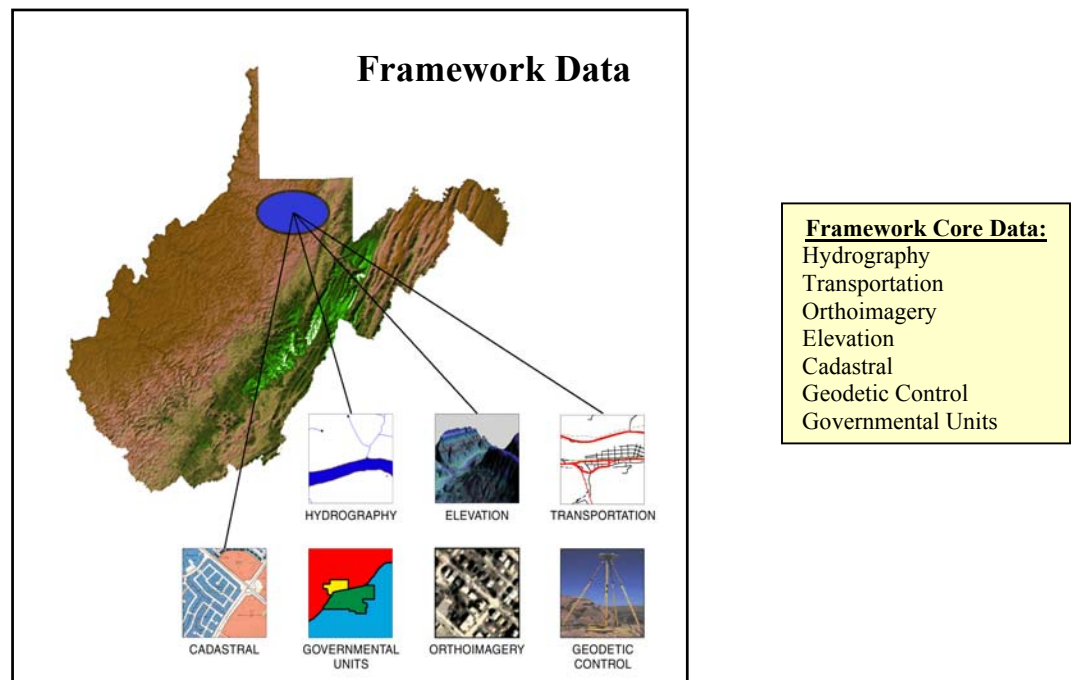 Framework Data
HYDROGRAPHY
ELEVATION
TRANSPORTATION
CADASTRAL
GOVERNMENTAL
UNITS
ORTHOIMAGERY
GEODETIC
CONTROL
Framework Core Data:
Hydrography
Transportation
Orthoimagery
Elevation
Cadastral
Geodetic Control
Governmental Units